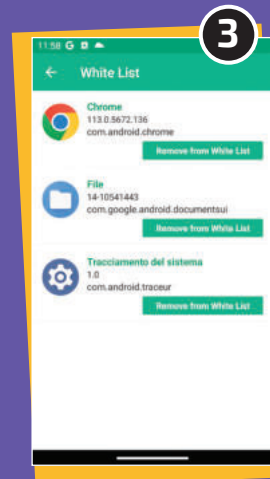 3
11:58 G
White List
Chrome
113.0.5672.136
com.android.chrome
Remove from White List
File
14-10541443
com.google.android.documentsui
Remove from White List
Tracciamento del sistema
1.0
com.android.traceur
Remove from White List